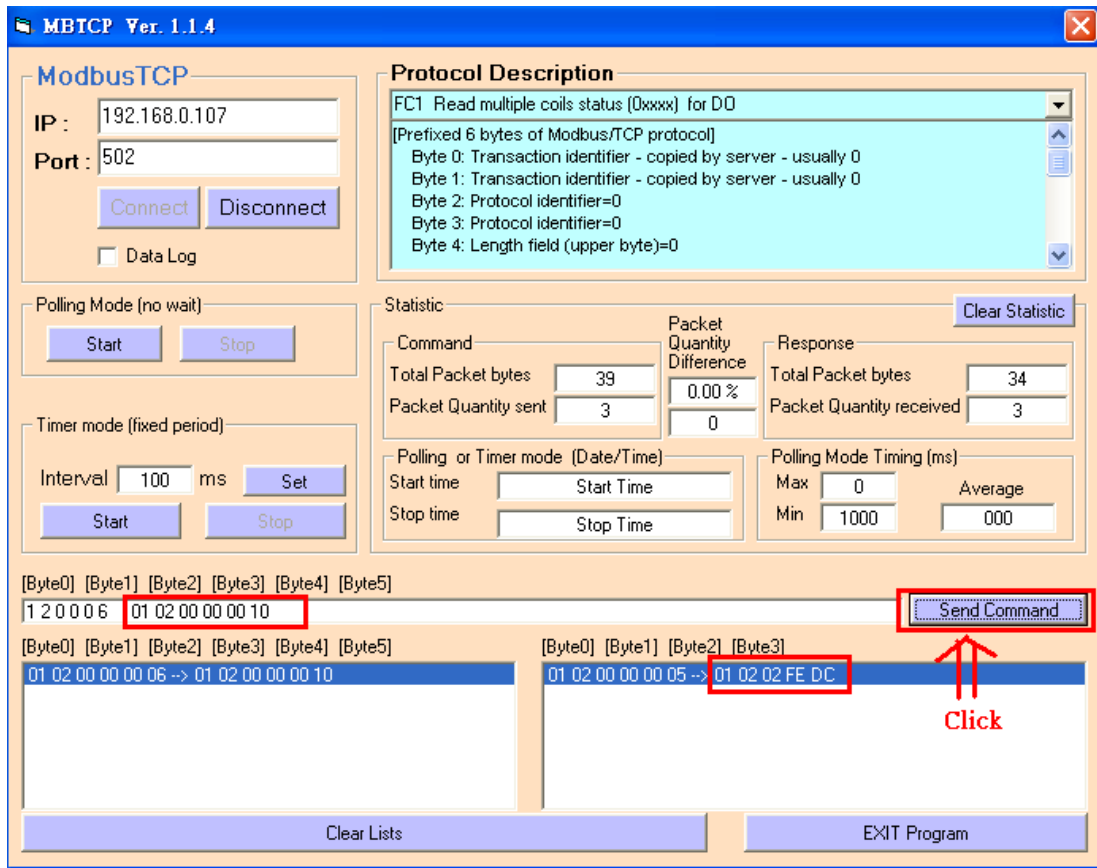 MBTCP Ver. 1.1.4
ModbusTCP
IP :
192.168.0.107
Port :
502
Connect
Disconnect
Data Log
Protocol Description
FC1 Read multiple coils status (0xxxx) for DO
[Prefixed 6 bytes of Modbus/TCP protocol]
Byte 0: Transaction identifier - copied by server - usually 0
Byte 1: Transaction identifier - copied by server - usually 0
Byte 2: Protocol identifier=0
Byte 3: Protocol identifier=0
Byte 4: Length field (upper byte)=0
Polling Mode (no wait)
Start
Stop
Timer mode (fixed period)
Interval
100
ms
Set
Start
Stop
Statistic
Clear Statistic
Command
Total Packet bytes
39
Packet Quantity sent
3
Packet
Quantity
Difference
0.00 %
0
Response
Total Packet bytes
34
Packet Quantity received
3
Polling or Timer mode (Date/Time)
Start time
Start Time
Stop time
Stop Time
Polling Mode Timing (ms)
Max
0
Min
1000
Average
000
[Byte0] [Byte1] [Byte2] [Byte3] [Byte4] [Byte5]
1 2 0 0 0 6 01 02 00 00 00 10
Send Command
[Byte0] [Byte1] [Byte2] [Byte3] [Byte4] [Byte5]
01 02 00 00 00 06 --> 01 02 00 00 00 10
[Byte0] [Byte1] [Byte2] [Byte3]
01 02 00 00 00 05 --> 01 02 02 FE DC
Click
Clear Lists
EXIT Program